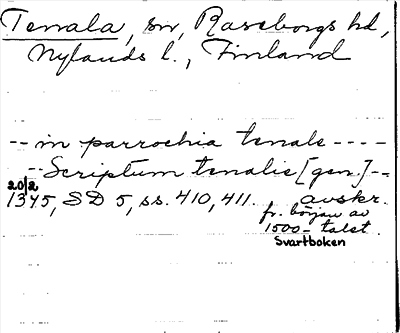 Tenala, sn, Raseborgs hd,
Nylands l., Finland
-- in parrochia tenale ----
-- Scriptum tenalis [gen.] --
20/2
1345, SD 5, ss. 410, 411. avskr.
fr. början av
1500-talet.
Svartboken